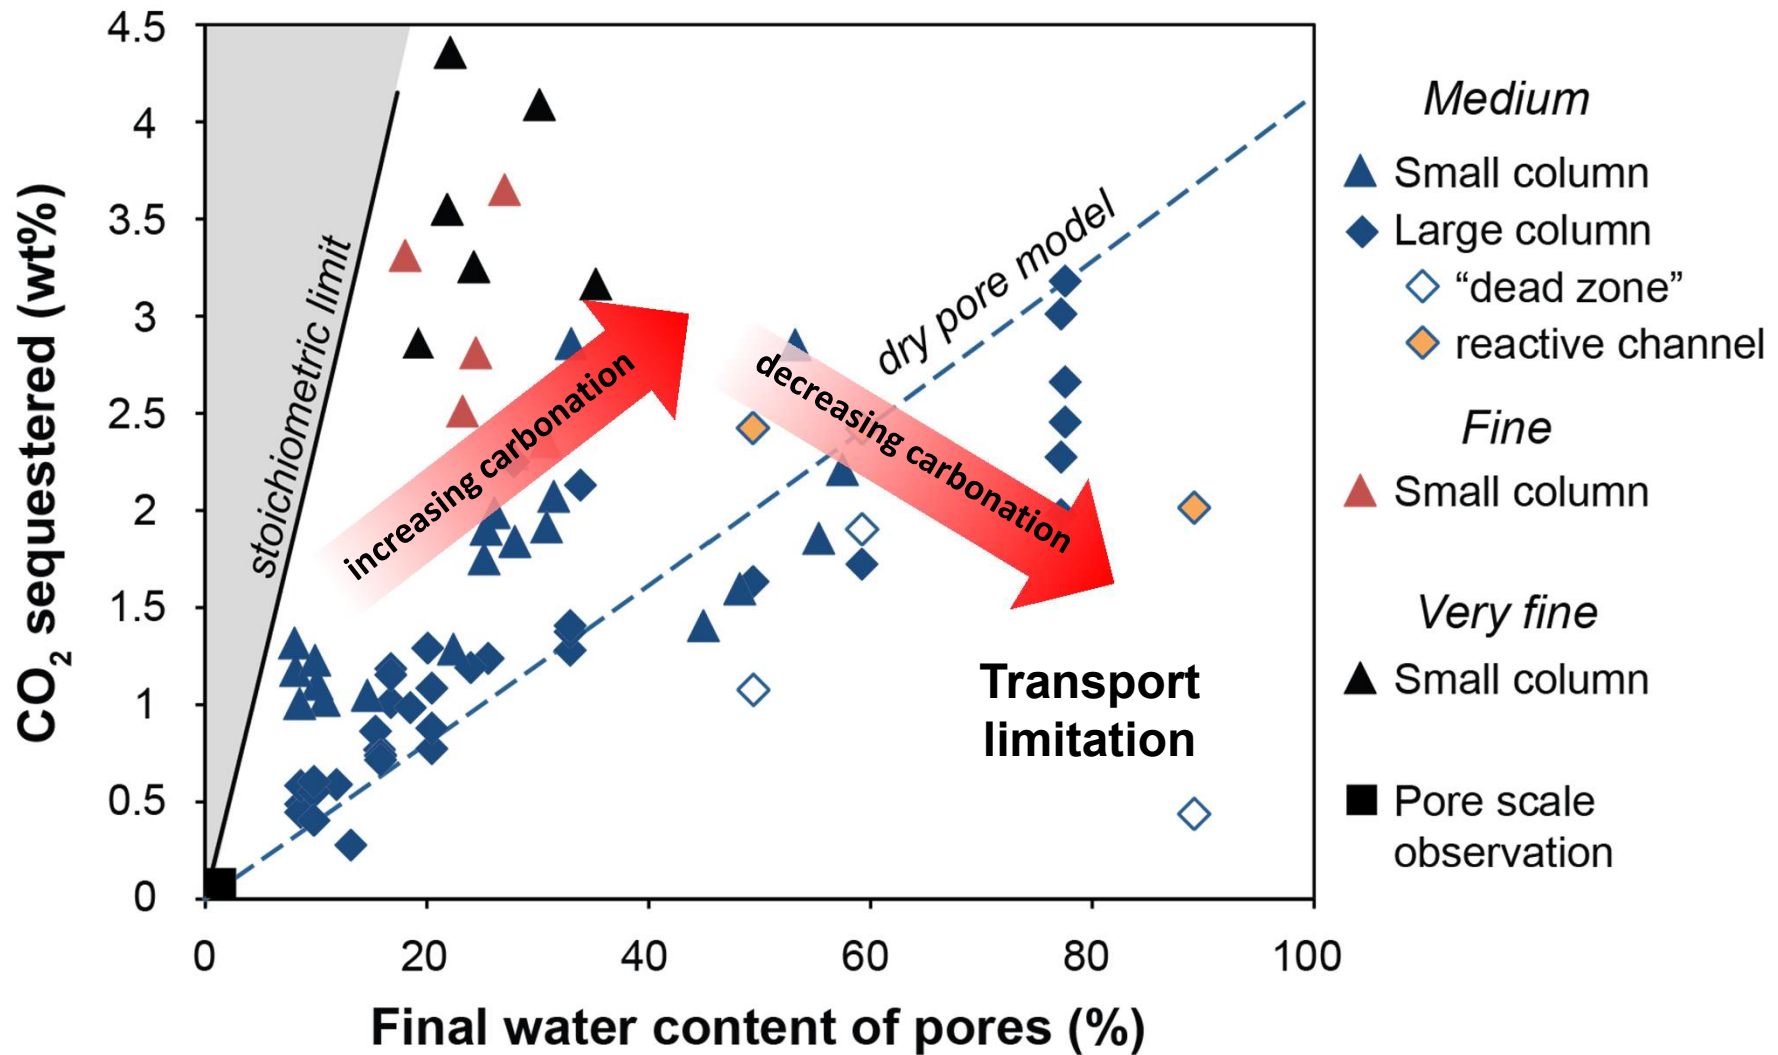 4.5
4
3.5
3
2.5
2
1.5
1
0.5
0
CO2 sequestered (wt%)
0
20
40
60
80
100
Final water content of pores (%)
stoichiometric limit
increasing carbonation
decreasing carbonation
dry pore model
Transport
limitation
Medium
Small column
Large column
“dead zone”
reactive channel
Fine
Small column
Very fine
Small column
Pore scale
observation